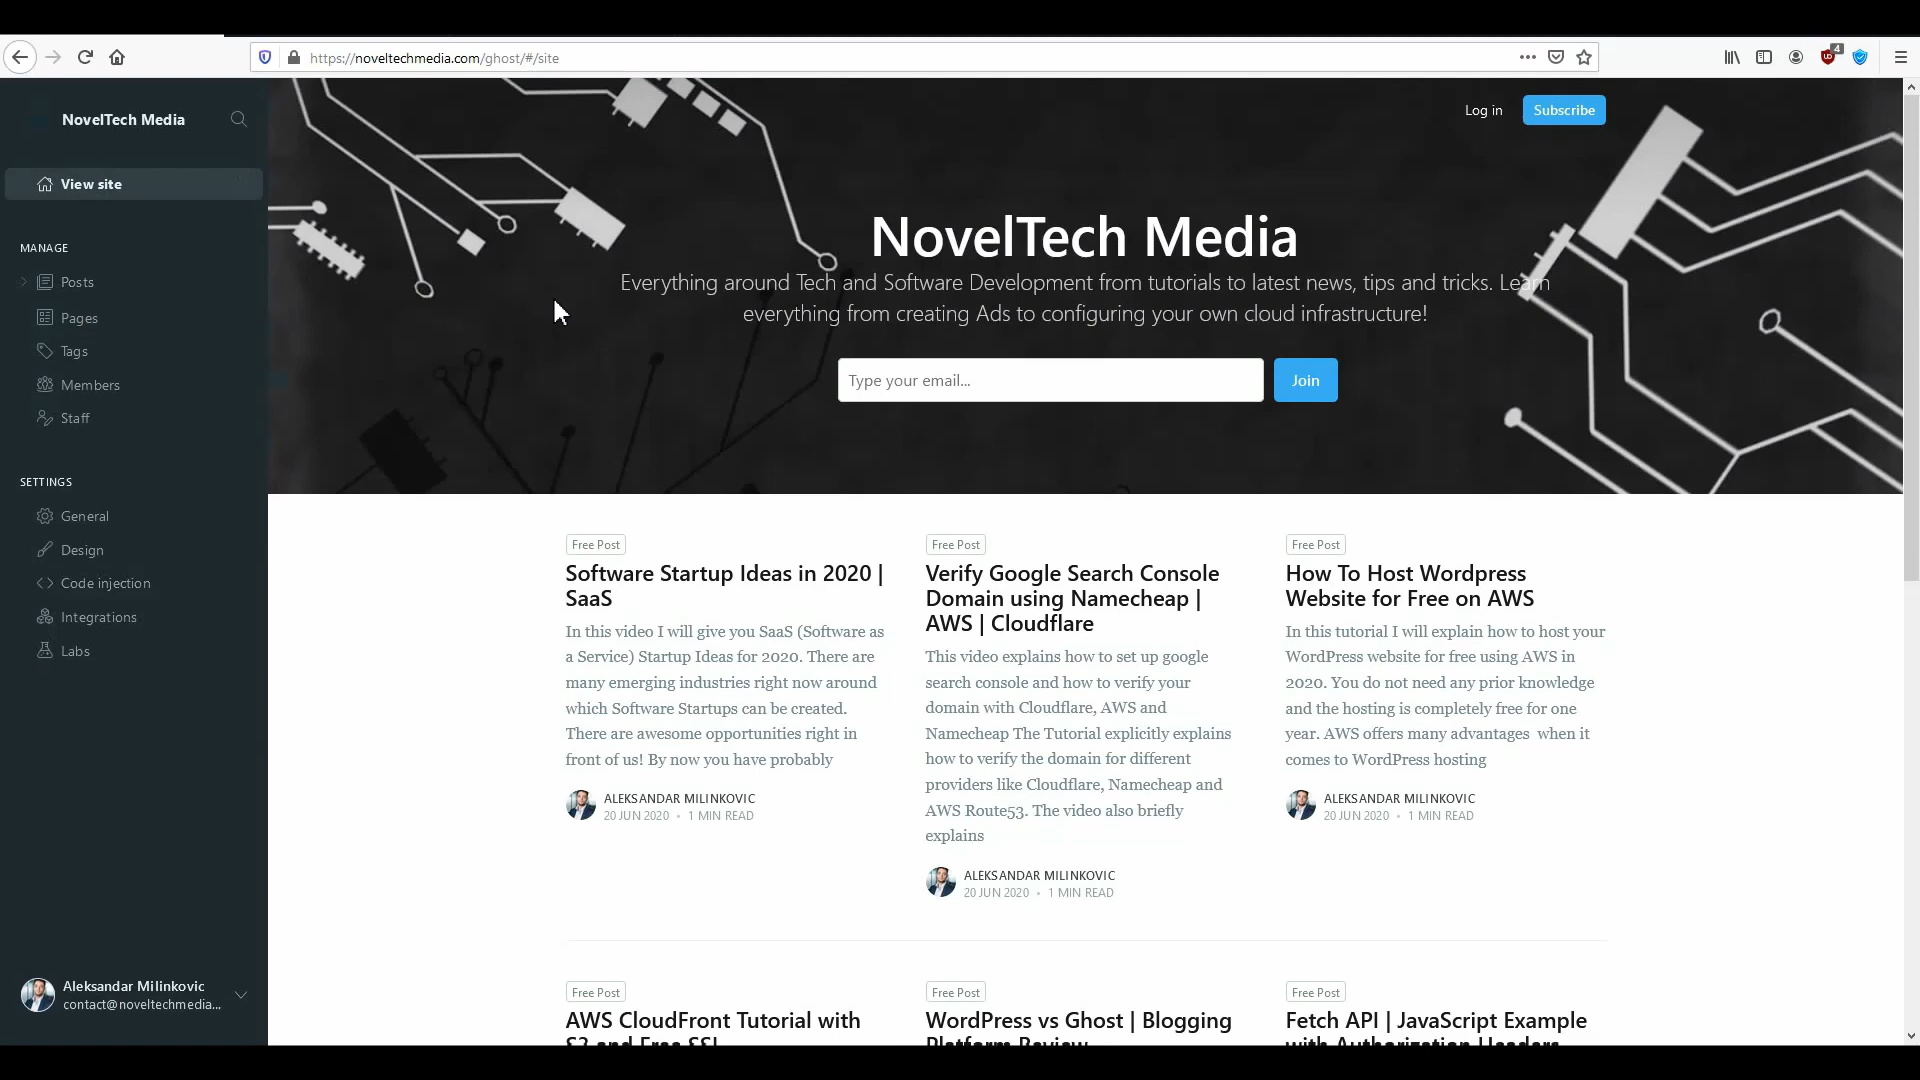 https://noveltechmedia.com/ghost/#/site
4
NovelTech Media
View site
MANAGE
Posts
Pages
Tags
Members
Staff
SETTINGS
General
Design
Code injection
Integrations
Labs
Aleksandar Milinkovic
contact@noveltechmedia...
Log in
Subscribe
NovelTech Media
Everything around Tech and Software Development from tutorials to latest news, tips and tricks. Learn
everything from creating Ads to configuring your own cloud infrastructure!
Type your email...
Join
Free Post
Software Startup Ideas in 2020 |
SaaS
In this video I will give you SaaS (Software as
a Service) Startup Ideas for 2020. There are
many emerging industries right now around
which Software Startups can be created.
There are awesome opportunities right in
front of us! By now you have probably
ALEKSANDAR MILINKOVIC
20 JUN 2020 • 1 MIN READ
Free Post
Verify Google Search Console
Domain using Namecheap |
AWS | Cloudflare
This video explains how to set up google
search console and how to verify your
domain with Cloudflare, AWS and
Namecheap The Tutorial explicitly explains
how to verify the domain for different
providers like Cloudflare, Namecheap and
AWS Route53. The video also briefly
explains
ALEKSANDAR MILINKOVIC
20 JUN 2020 • 1 MIN READ
Free Post
How To Host Wordpress
Website for Free on AWS
In this tutorial I will explain how to host your
WordPress website for free using AWS in
2020. You do not need any prior knowledge
and the hosting is completely free for one
year. AWS offers many advantages  when it
comes to WordPress hosting
ALEKSANDAR MILINKOVIC
20 JUN 2020 • 1 MIN READ
Free Post
AWS CloudFront Tutorial with
S3 and Free SSL
Free Post
WordPress vs Ghost | Blogging
Platform Review
Free Post
Fetch API | JavaScript Example
with Authorization Headers